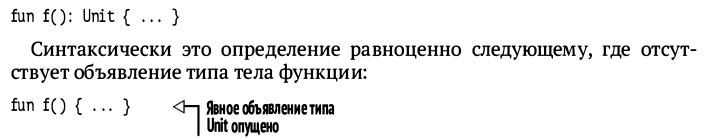 fun f(): Unit { ... }
Синтаксически это определение равноценно следующему, где отсут-
ствует объявление типа тела функции:
fun f() { ... } Явное объявление типа
Unit опущено